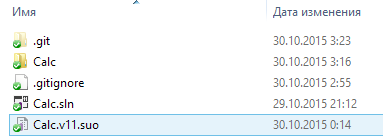 Имя Дата изменения
.git 30.10.2015 3:23
Calc 30.10.2015 3:16
.gitignore 30.10.2015 2:55
Calc.sln 29.10.2015 21:12
Calc.v11.suo 30.10.2015 0:14